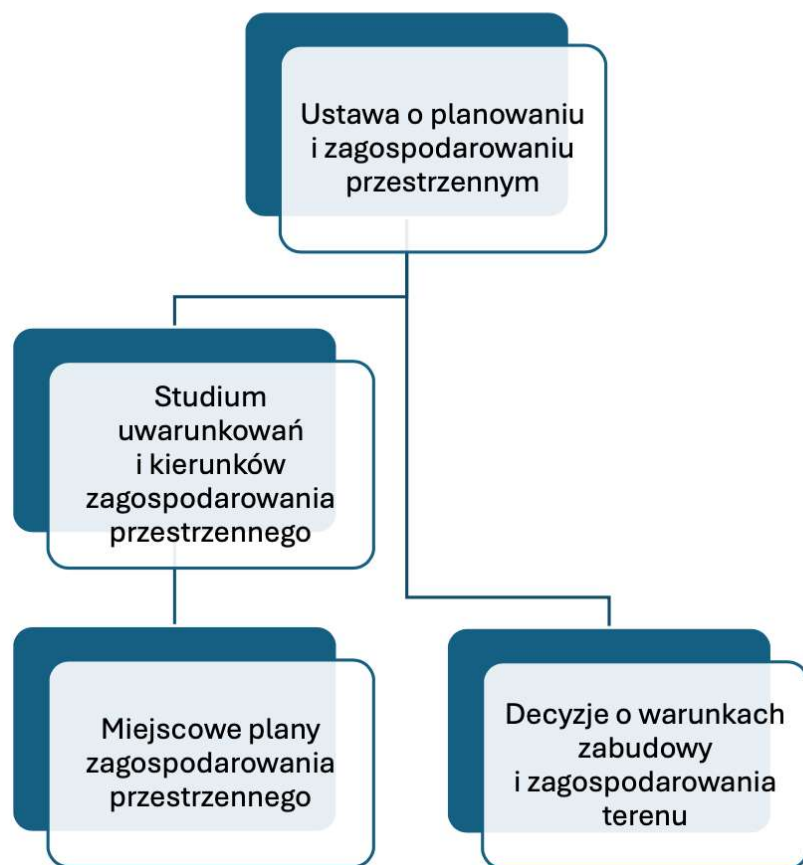 Ustawa o planowaniu
i zagospodarowaniu
przestrzennym
Studium
uwarunkowań
i kierunków
zagospodarowania
przestrzennego
Miejscowe plany
zagospodarowania
przestrzennego
Decyzje o warunkach
zabudowy
i zagospodarowania
terenu